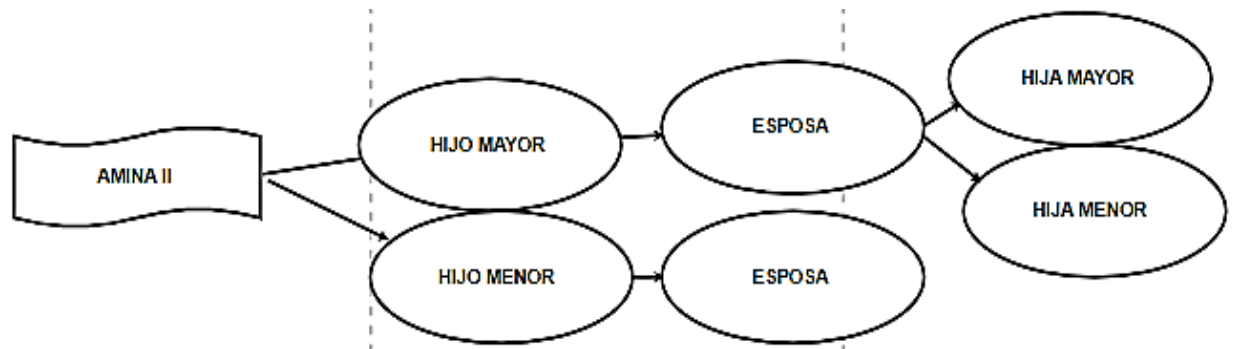 AMINA II
HIJO MAYOR
ESPOSA
HIJA MAYOR
HIJA MENOR
HIJO MENOR
ESPOSA